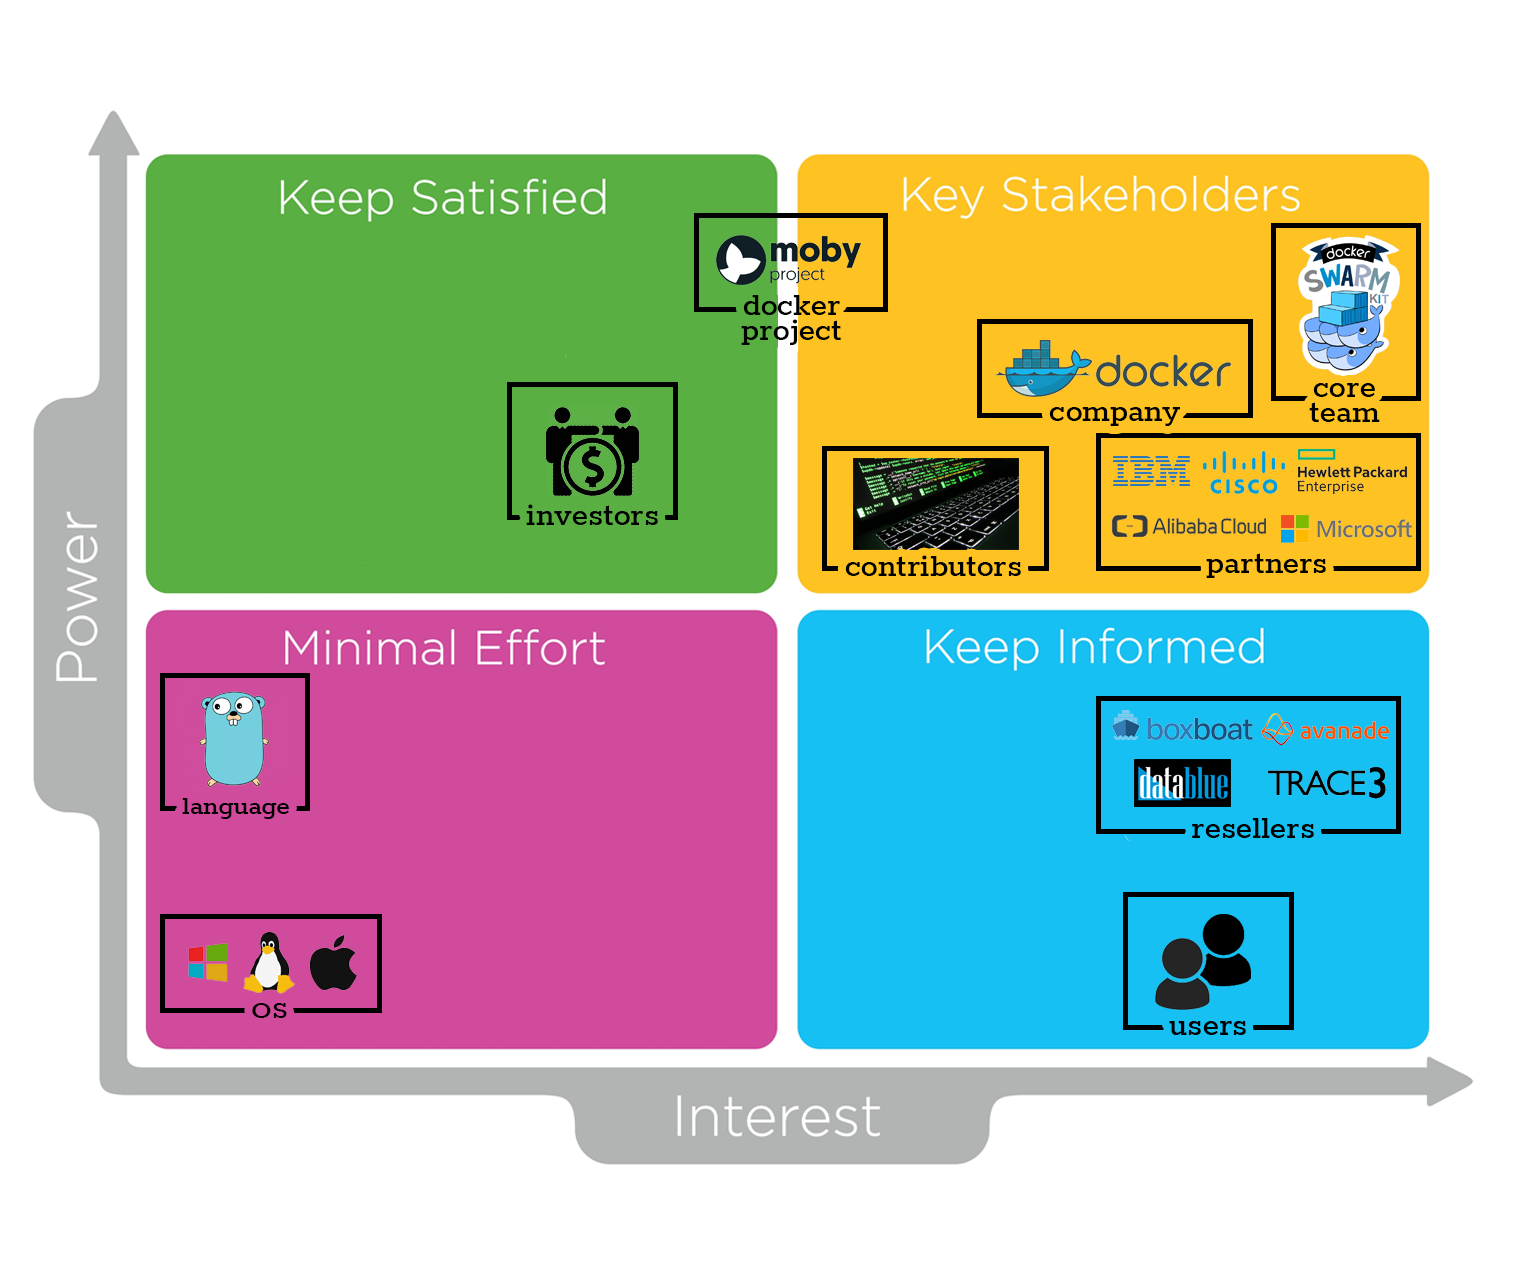 Keep Satisfied
Key Stakeholders
moby
project
docker
project
docker
SWARM
KIT
core
team
docker
company
investors
contributors
IBM
CISCO
Hewlett Packard
Enterprise
Alibaba Cloud
Microsoft
partners
Power
Minimal Effort
Keep Informed
language
boxboat
avanade
datablue
TRACE3
resellers
os
users
Interest